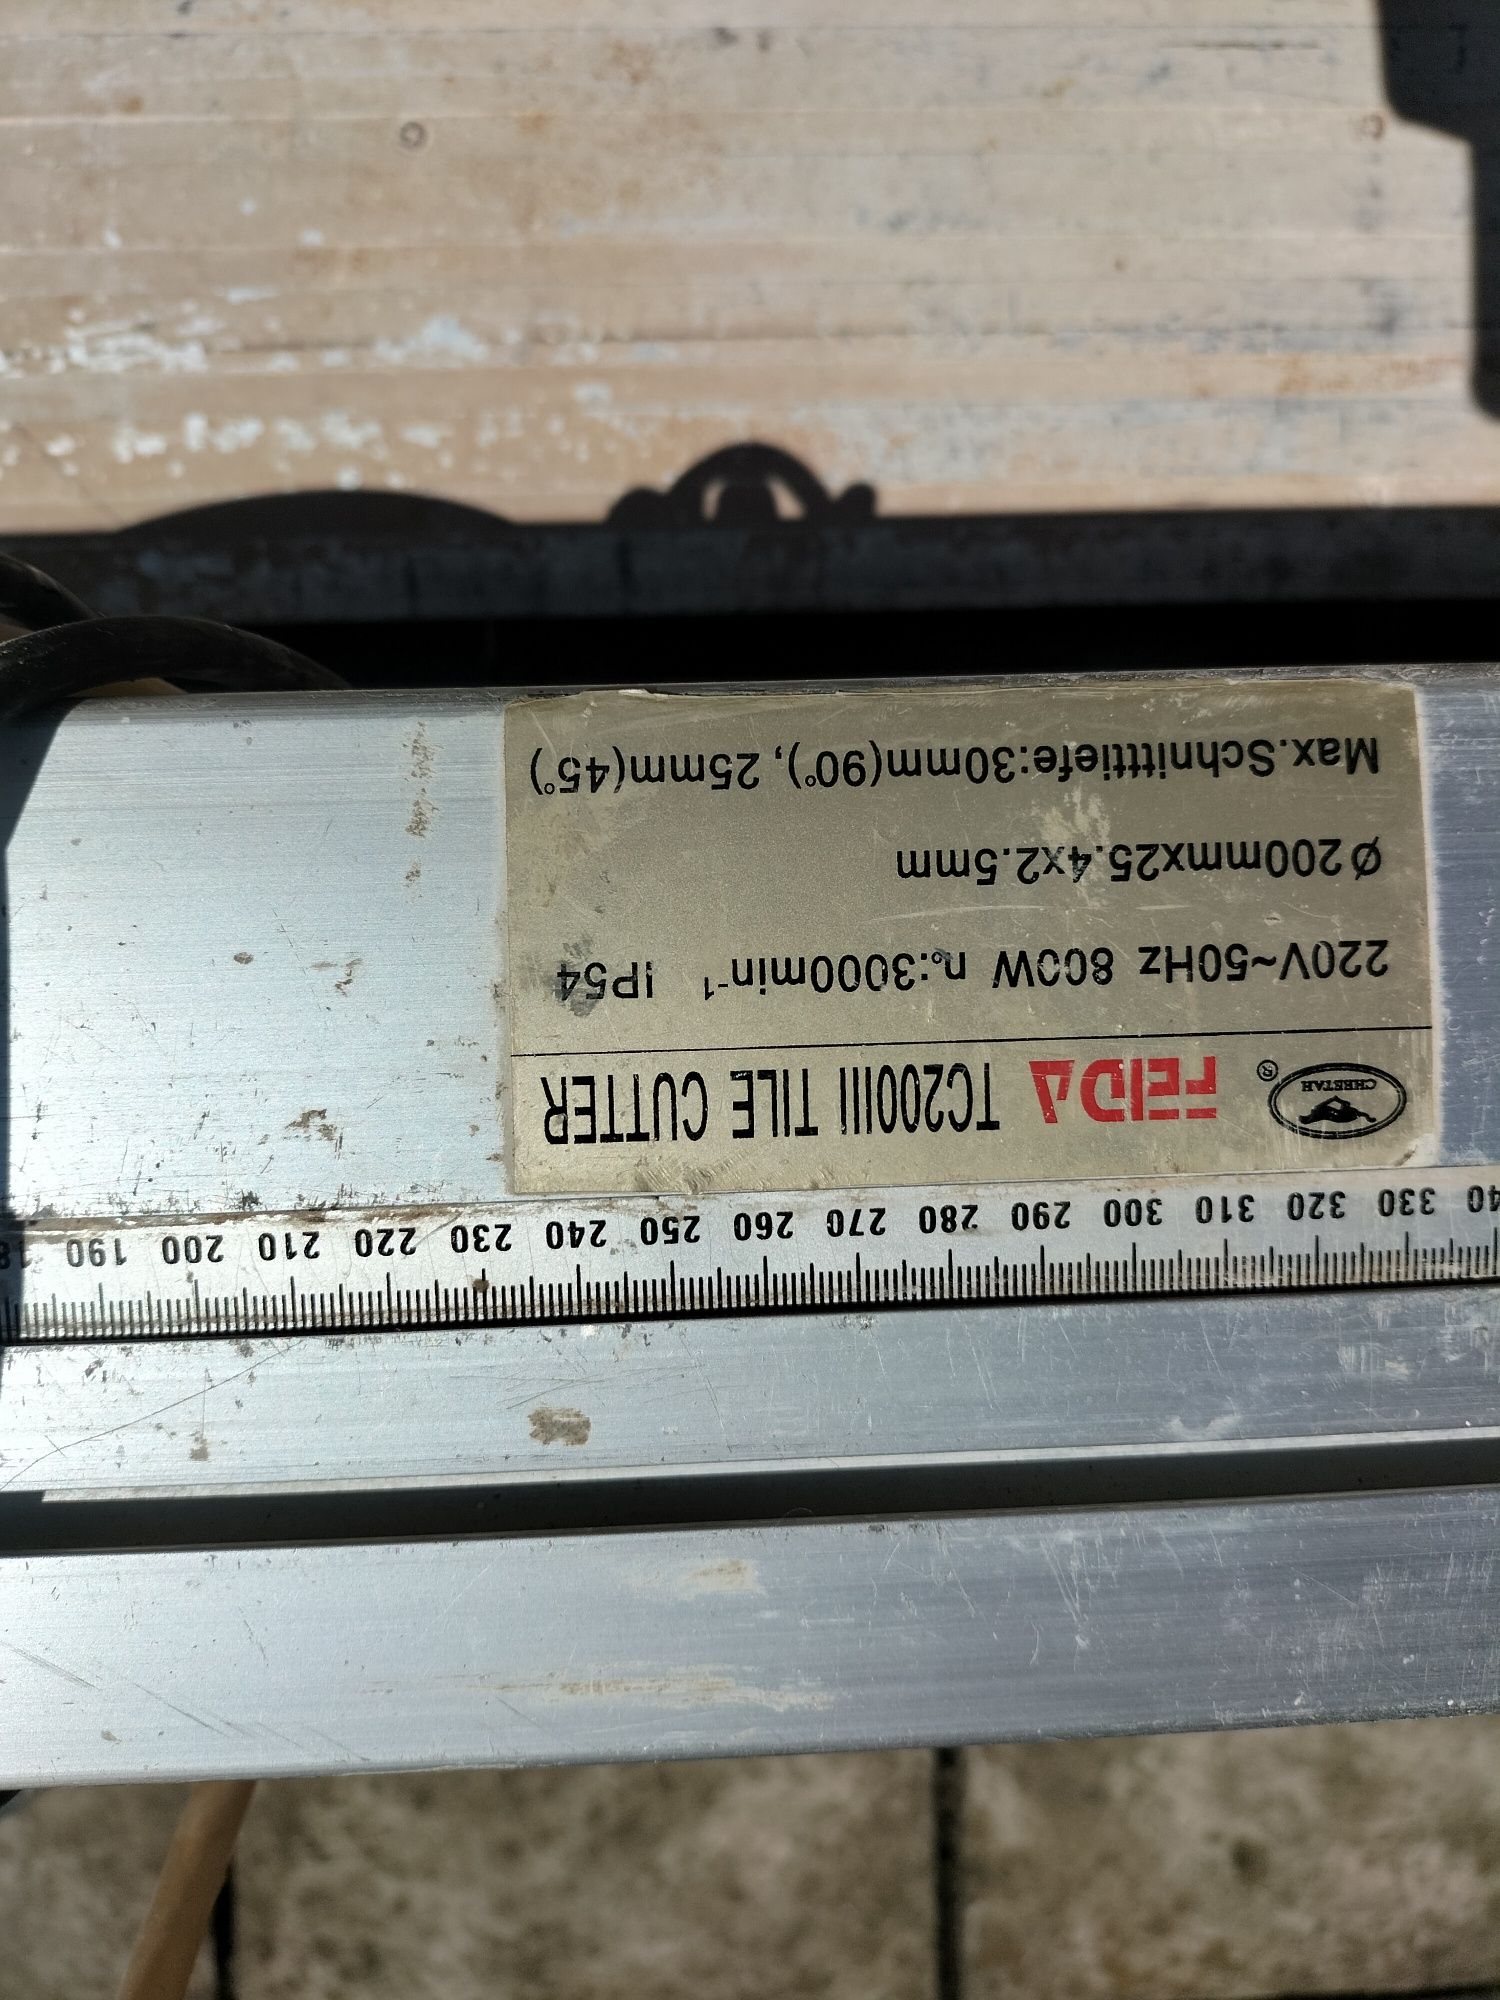 CHEETAH ® FEIDA TC200III TILE CUTTER
220V~50Hz 800W n₀:3000min⁻¹ IP54
Ø200mmx25.4x2.5mm
Max.Schnitttiefe:30mm(90°), 25mm(45°)
330 320 310 300 290 280 270 260 250 240 230 220 210 200 190